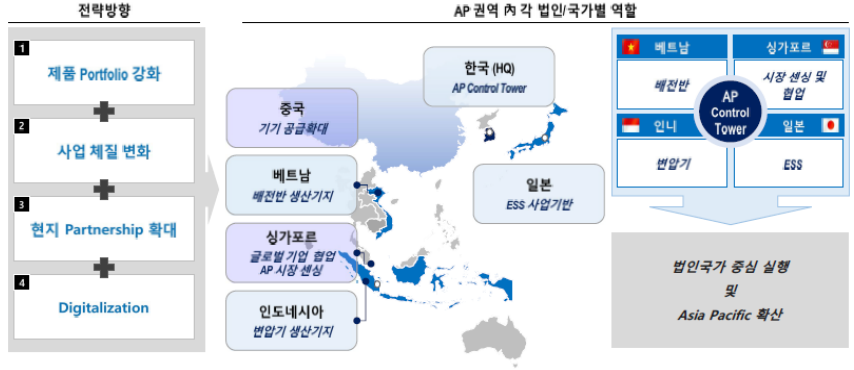 전략방향
AP 권역 內 각 법인/국가별 역할
1
제품 Portfolio 강화
2
사업 체질 변화
3
현지 Partnership 확대
4
Digitalization
한국 (HQ)
AP Control Tower
중국
기기 공급확대
베트남
배전반 생산기지
일본
ESS 사업기반
싱가포르
글로벌 기업 협업
AP 시장 센싱
인도네시아
변압기 생산기지
베트남
싱가포르
배전반
시장 센싱 및
협업
AP
Control
Tower
인니
일본
변압기
ESS
법인국가 중심 실행
및
Asia Pacific 확산